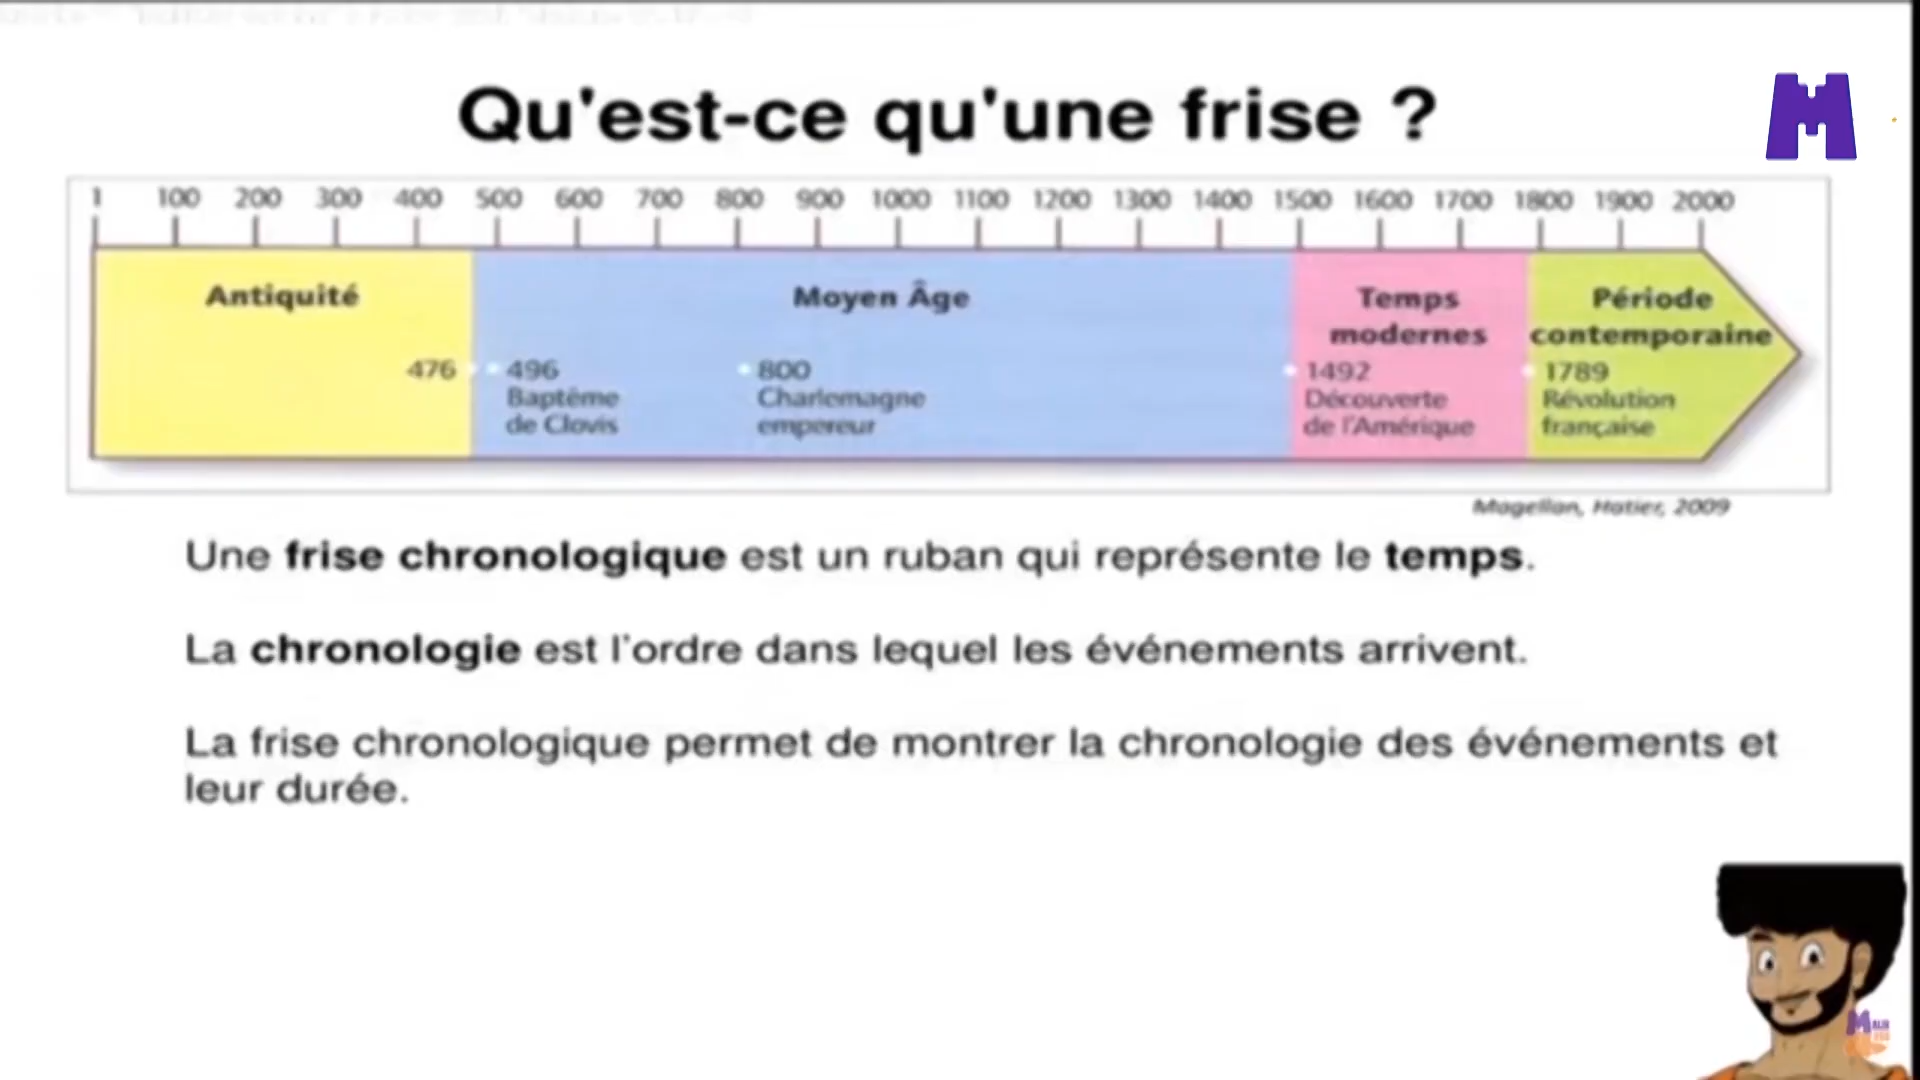 Qu'est-ce qu'une frise ?
M
1 100 200 300 400 500 600 700 800 900 1000 1100 1200 1300 1400 1500 1600 1700 1800 1900 2000
Antiquité
Moyen Âge
Temps
modernes
Période
contemporaine
476
496
Baptême
de Clovis
800
Charlemagne
empereur
1492
Découverte
de l'Amérique
1789
Révolution
française
Magellan, Hatier, 2009
Une frise chronologique est un ruban qui représente le temps.
La chronologie est l'ordre dans lequel les événements arrivent.
La frise chronologique permet de montrer la chronologie des événements et
leur durée.